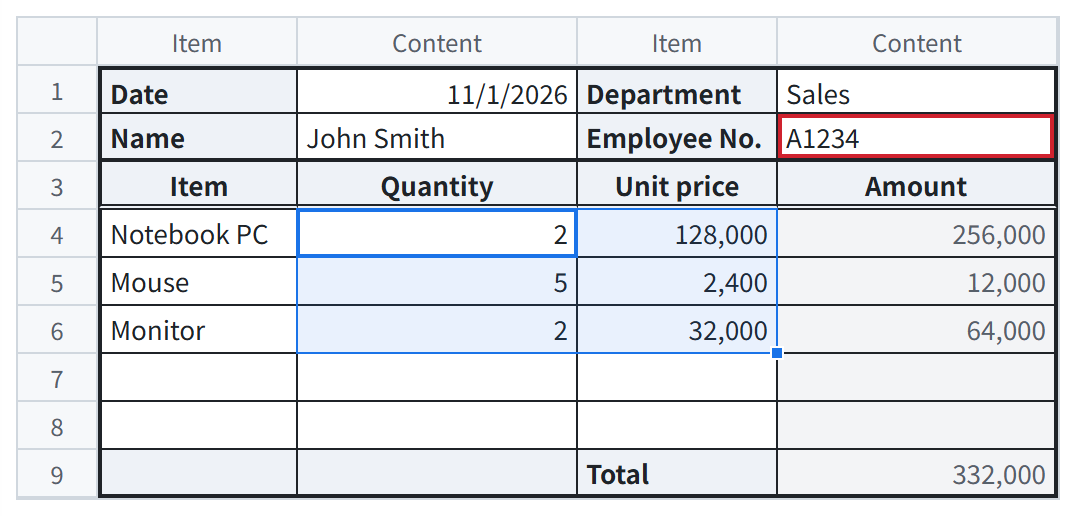 Item Content Item Content
1 Date 11/1/2026 Department Sales
2 Name John Smith Employee No. A1234
3 Item Quantity Unit price Amount
4 Notebook PC 2 128,000 256,000
5 Mouse 5 2,400 12,000
6 Monitor 2 32,000 64,000
7
8
9 Total 332,000